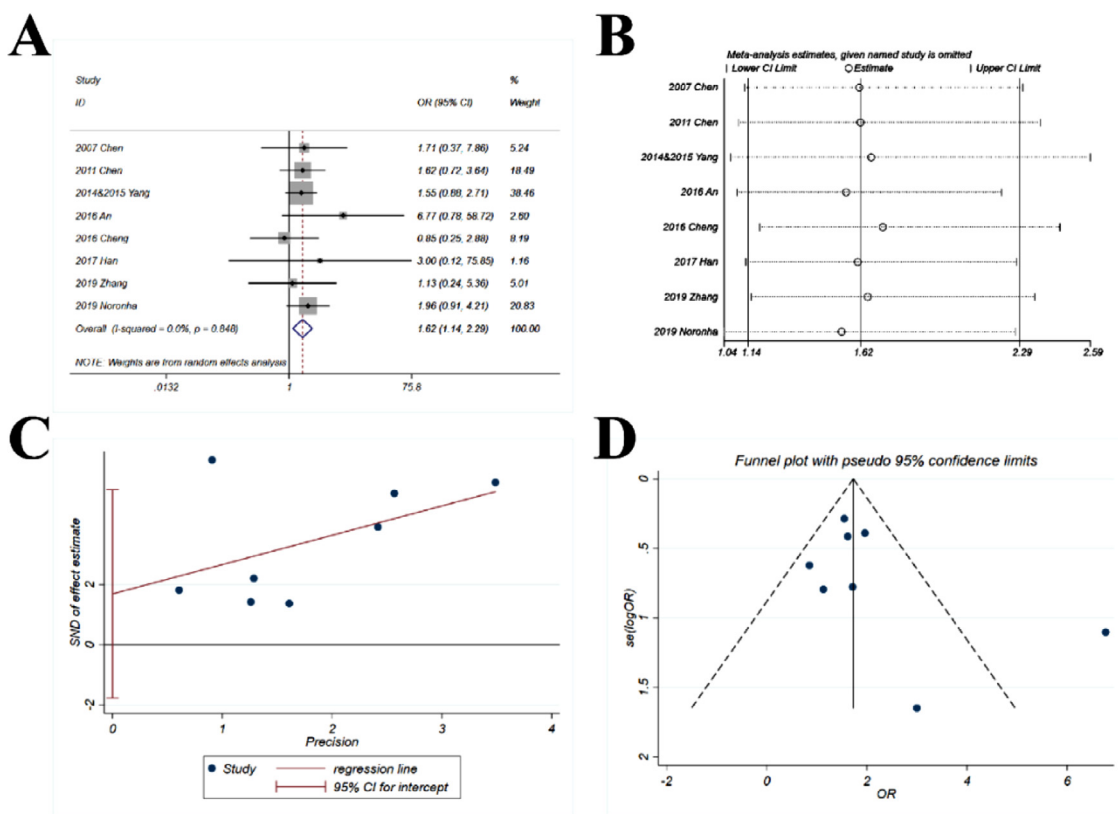 A
Study %
ID OR (95% CI) Weight
2007 Chen 1.71 (0.37, 7.86) 5.24
2011 Chen 1.62 (0.72, 3.64) 18.49
2014&2015 Yang 1.55 (0.88, 2.71) 38.46
2016 An 6.77 (0.78, 58.72) 2.60
2016 Cheng 0.85 (0.25, 2.88) 8.19
2017 Han 3.00 (0.12, 75.85) 1.16
2019 Zhang 1.13 (0.24, 5.36) 5.01
2019 Noronha 1.96 (0.91, 4.21) 20.83
Overall (I-squared = 0.0%, p = 0.848) 1.62 (1.14, 2.29) 100.00
NOTE: Weights are from random effects analysis
.0132 1 75.8
B
Meta-analysis estimates, given named study is omitted
Lower CI Limit Estimate Upper CI Limit
2007 Chen
2011 Chen
2014&2015 Yang
2016 An
2016 Cheng
2017 Han
2019 Zhang
2019 Noronha
1.04 1.14 1.62 2.29 2.59
C
SND of effect estimate
2
0
-2
0 1 2 3 4
Precision
Study regression line
95% CI for intercept
D
Funnel plot with pseudo 95% confidence limits
se(logOR)
0
.5
1
1.5
2
-2 0 2 4 6
OR